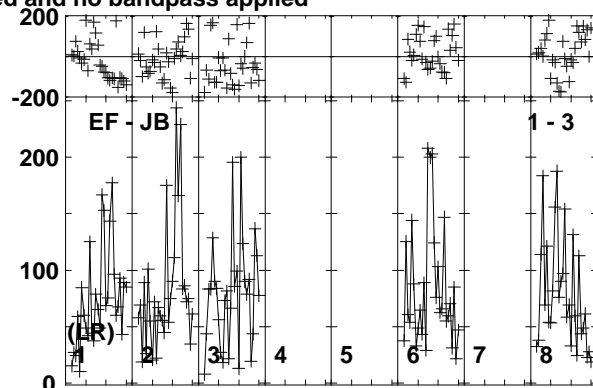 ed and no bandpass applied
200
-200
EF - JB 1 - 3
200
100
(LR)
1 2 3 4 5 6 7 8
0